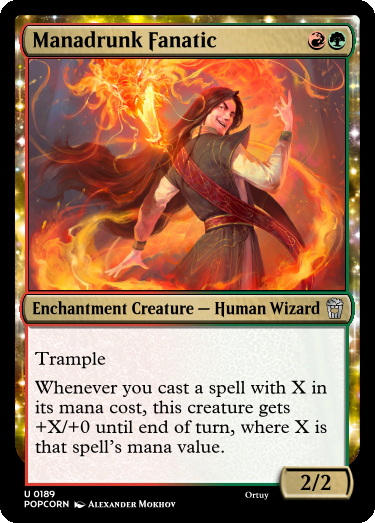 Manadrunk Fanatic
Enchantment Creature — Human Wizard
Trample
Whenever you cast a spell with X in
its mana cost, this creature gets
+X/+0 until end of turn, where X is
that spell's mana value.
2/2
U 0189
POPCORN Alexander Mokhov
Ortuy